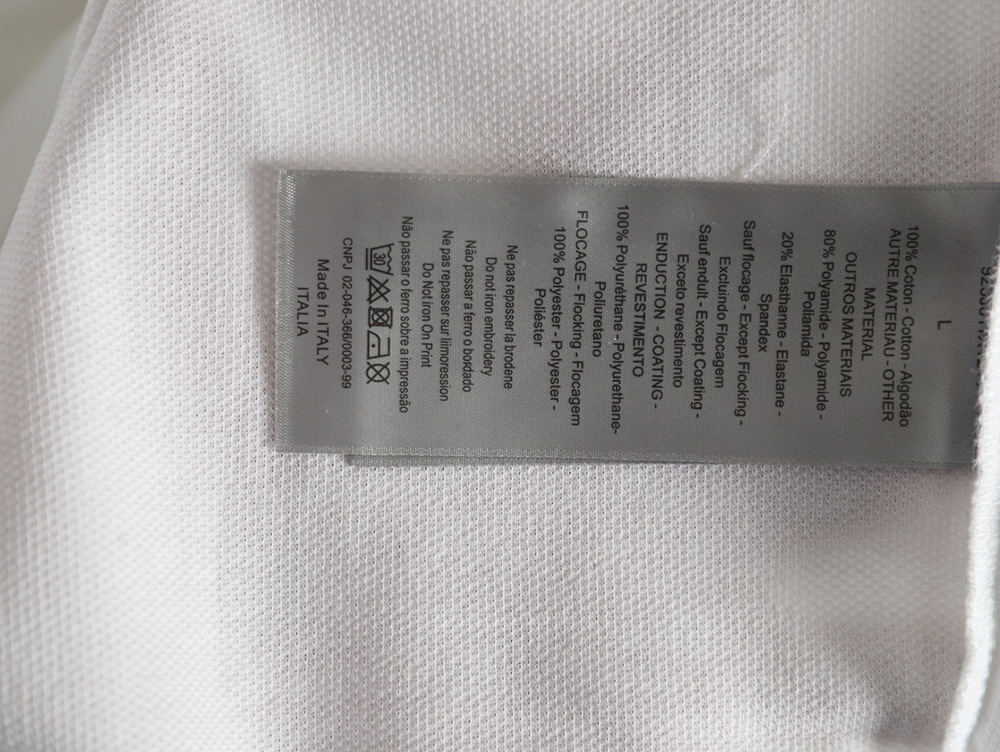 L
100% Coton - Cotton - Algodão
AUTRE MATERIAU - OTHER
MATERIAL
OUTROS MATERIAIS
80% Polyamide - Polyamide -
Poliamida
20% Elasthanne - Elastane -
Spandex
Sauf flocage - Except Flocking -
Excluindo Flocagem
Sauf enduit - Except Coating -
Exceto Revestimento
ENDUCTION - COATING -
REVESTIMENTO
100% Polyuréthane - Polyurethane-
Poliuretano
FLOCAGE - Flocking - Flocagem
100% Polyester - Polyester -
Poliéster
Ne pas repasser la brodene
Do not iron embroidery
Não passar a ferro o bordado
Ne pas repasser sur limoression
Do Not iron On Print
Não passar o ferro sobre a impressão
30
CNPJ 02-046-366/0003-99
Made In ITALY
ITALIA